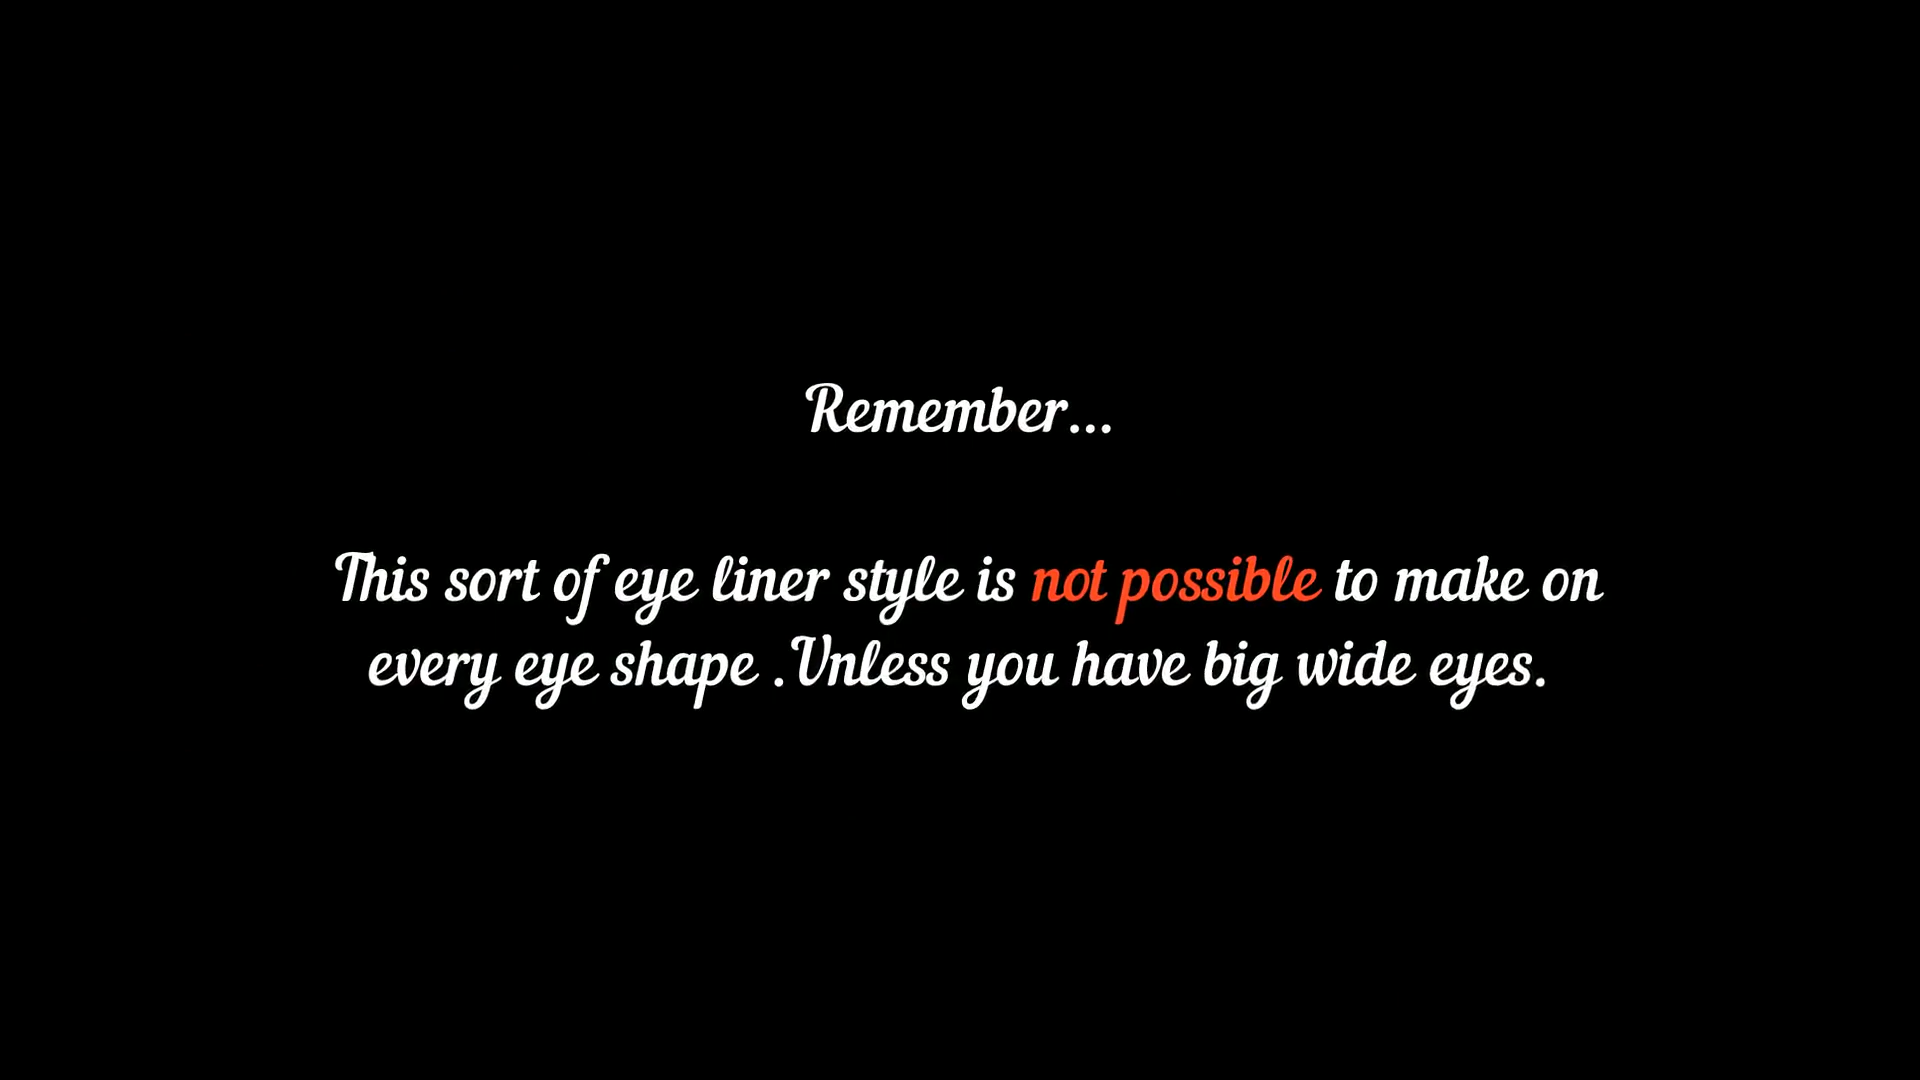 Remember...
This sort of eye liner style is not possible to make on
every eye shape .Unless you have big wide eyes.